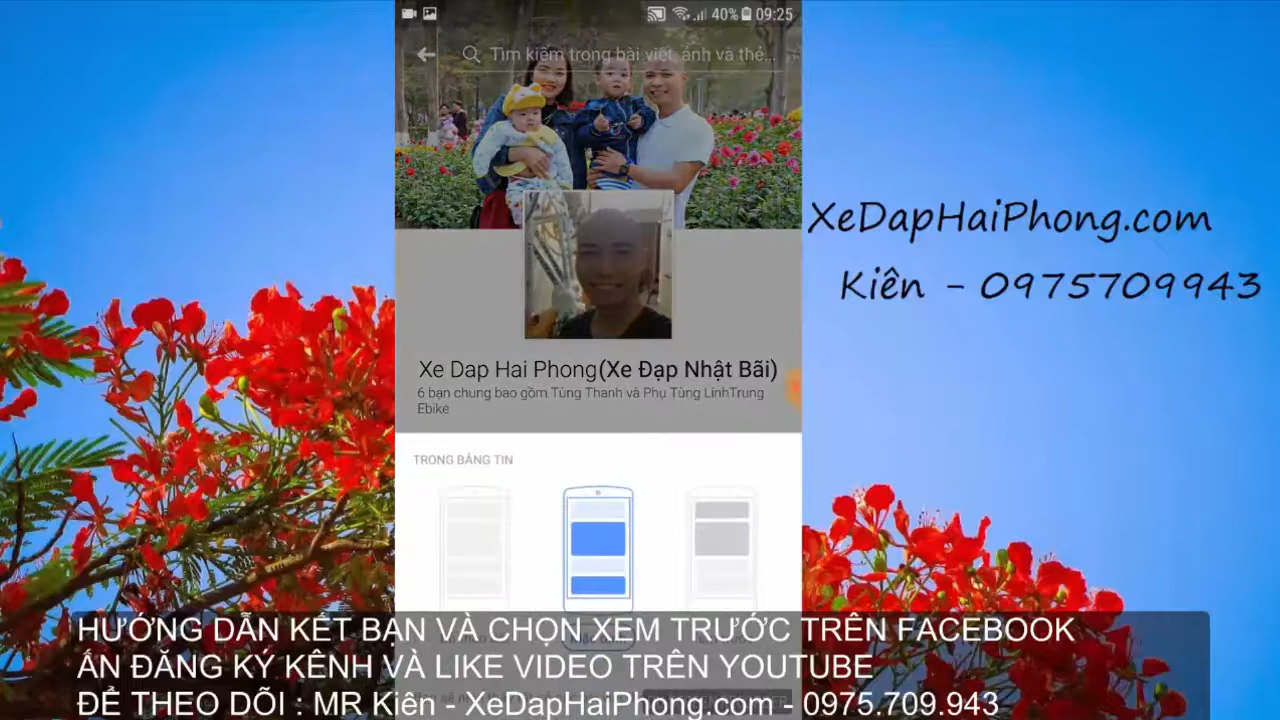 40% 09:25
Tìm kiếm trong bài viết, ảnh và thẻ...
XeDapHaiPhong.com
Kiên - 0975709943
Xe Dap Hai Phong(Xe Đạp Nhật Bãi)
6 bạn chung bao gồm Tùng Thanh và Phụ Tùng LinhTrung
Ebike
TRONG BẢNG TIN
HƯỚNG DẪN KẾT BẠN VÀ CHỌN XEM TRƯỚC TRÊN FACEBOOK
ẤN ĐĂNG KÝ KÊNH VÀ LIKE VIDEO TRÊN YOUTUBE
ĐỂ THEO DÕI : MR Kiên - XeDapHaiPhong.com - 0975.709.943